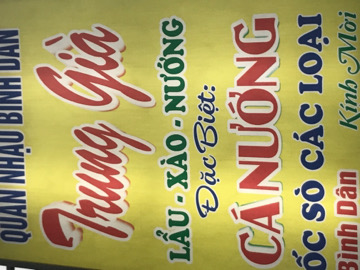 QUÁN NHẬU BÌNH DÂN
Trung Già
LẨU - XÀO - NƯỚNG
Đặc Biệt:
CÁ NƯỚNG
ỐC SÒ CÁC LOẠI
Bình Dân Kính Mời